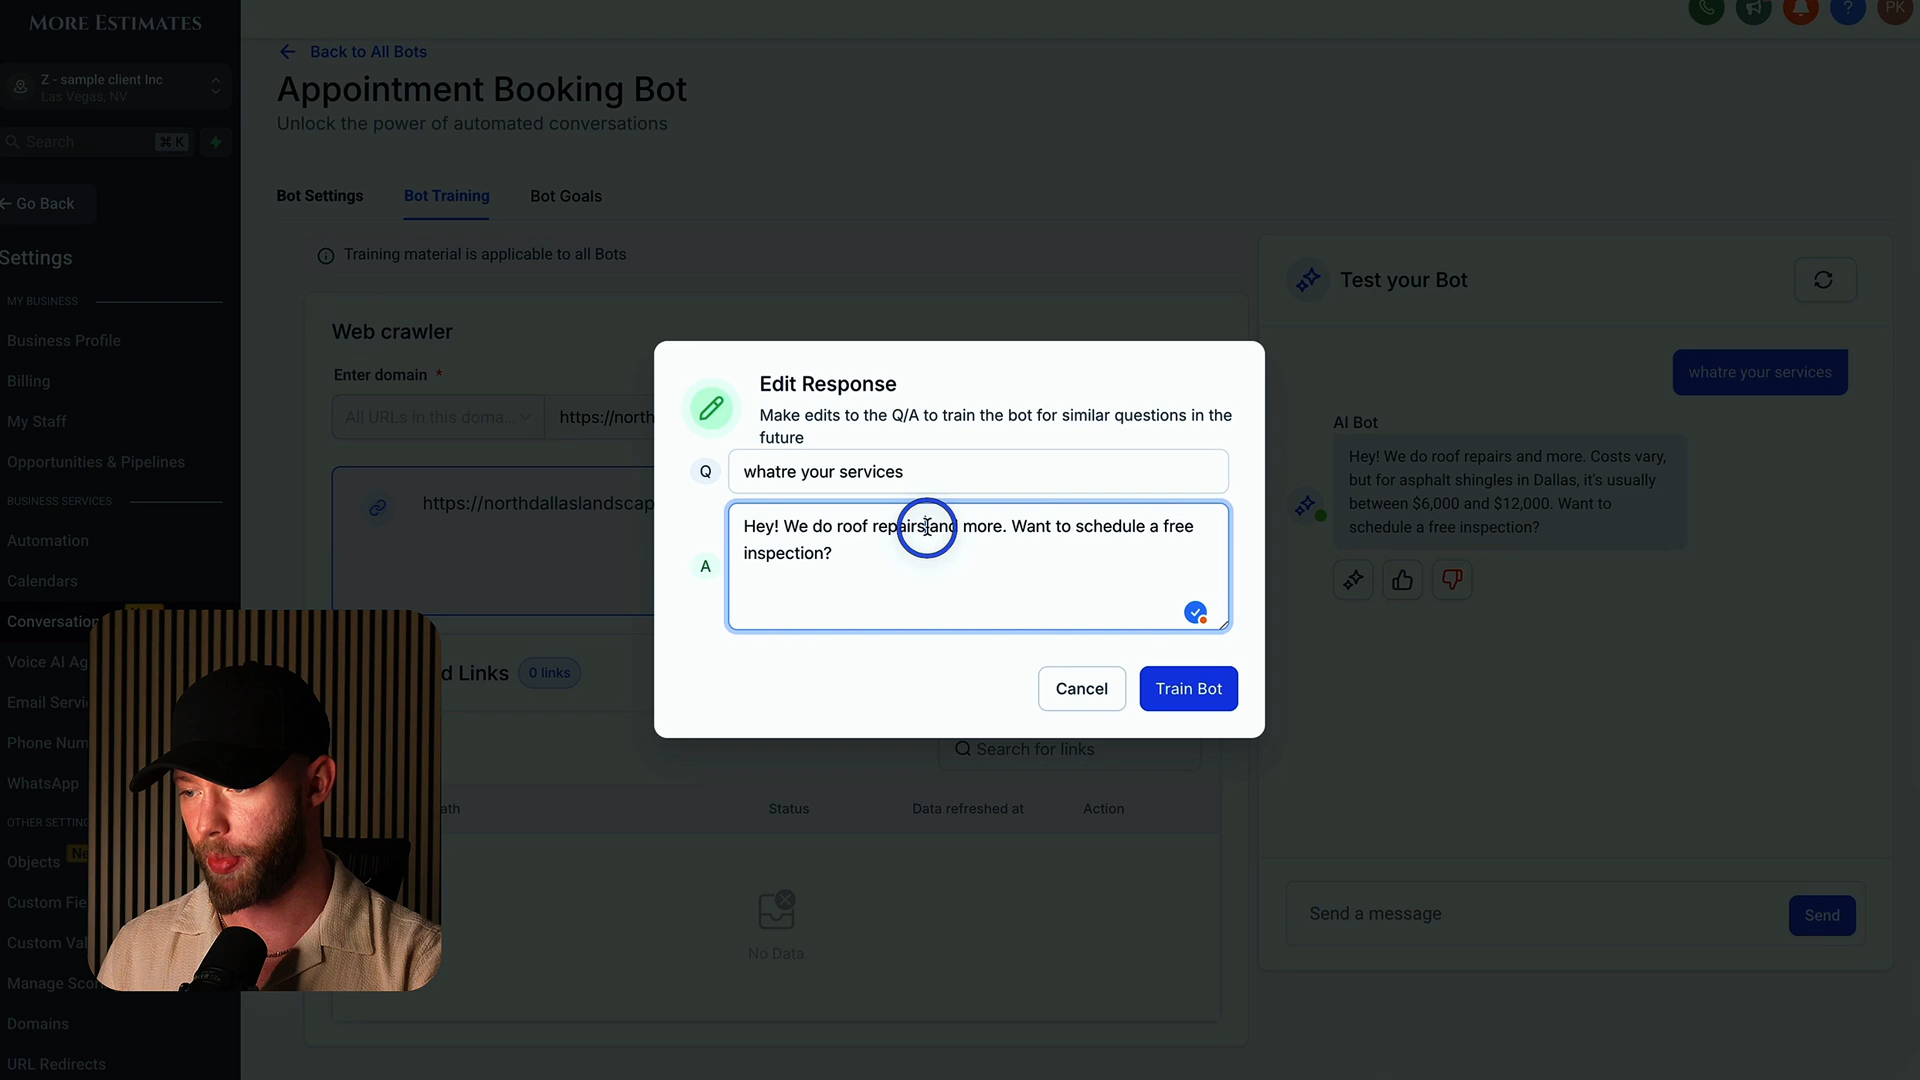 MORE ESTIMATES
Z - sample client Inc
Las Vegas, NV
Search
⌘ K
← Go Back
Settings
MY BUSINESS
Business Profile
Billing
My Staff
Opportunities & Pipelines
BUSINESS SERVICES
Automation
Calendars
Conversation
Voice AI Ag
Email Servi
Phone Num
WhatsApp
OTHER SETTING
Objects
Ne
Custom Fie
Custom Val
Manage Scor
Domains
URL Redirects
PK
← Back to All Bots
Appointment Booking Bot
Unlock the power of automated conversations
Bot Settings
Bot Training
Bot Goals
Training material is applicable to all Bots
Web crawler
Enter domain *
All URLs in this doma...
https://north
https://northdallaslandscap
d Links
0 links
Search for links
ath
Status
Data refreshed at
Action
No Data
Edit Response
Make edits to the Q/A to train the bot for similar questions in the
future
Q
whatre your services
A
Hey! We do roof repairs and more. Want to schedule a free
inspection?
Cancel
Train Bot
Test your Bot
whatre your services
AI Bot
Hey! We do roof repairs and more. Costs vary,
but for asphalt shingles in Dallas, it's usually
between $6,000 and $12,000. Want to
schedule a free inspection?
Send a message
Send